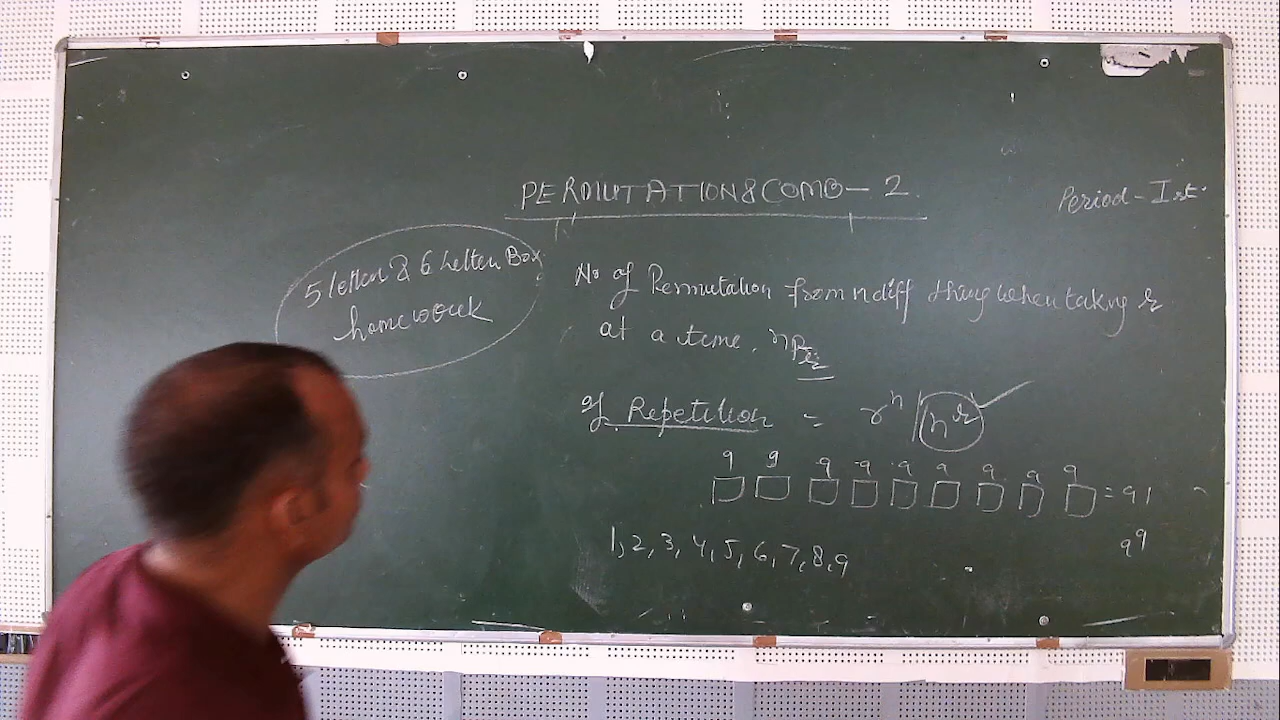 PERMUTATION & COMB - 2
Period - Ist
5 letter & 6 letter Box
homework
No of Permutation from n diff thing when taking r
at a time. nPr
If Repetition = r^n | n^r
9 9 9 9 9 9 9 9 9
= 9!
1, 2, 3, 4, 5, 6, 7, 8, 9
9^9